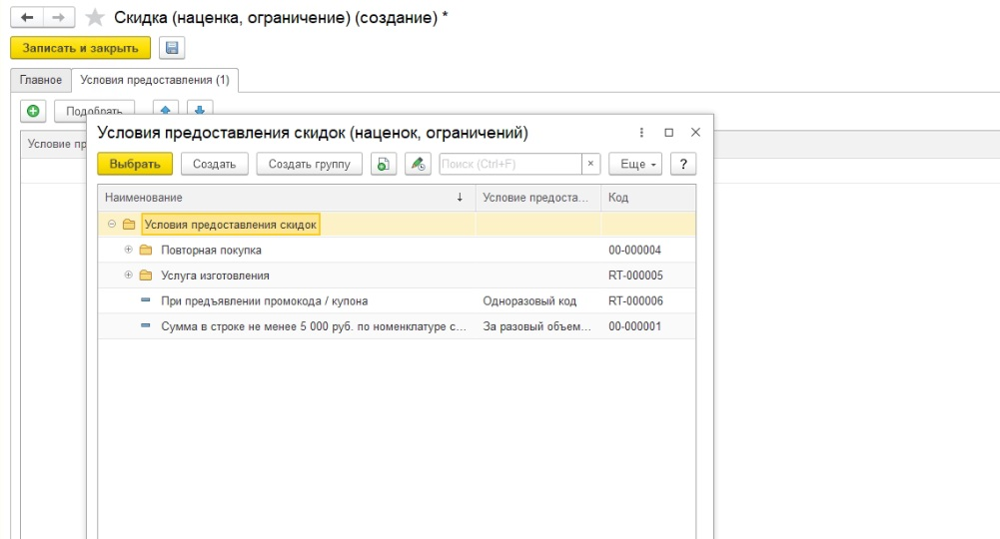 Скидка (наценка, ограничение) (создание) *
Записать и закрыть
Главное Условия предоставления (1)
Подобрать
Условие
Условия предоставления скидок (наценок, ограничений)
Выбрать Создать Создать группу Поиск (Ctrl+F) × Еще ?
Наименование ↓ Условие предоста... Код
Условия предоставления скидок
Повторная покупка 00-000004
Услуга изготовления RT-000005
При предъявлении промокода / купона Одноразовый код RT-000006
Сумма в строке не менее 5 000 руб. по номенклатуре с... За разовый объем... 00-000001